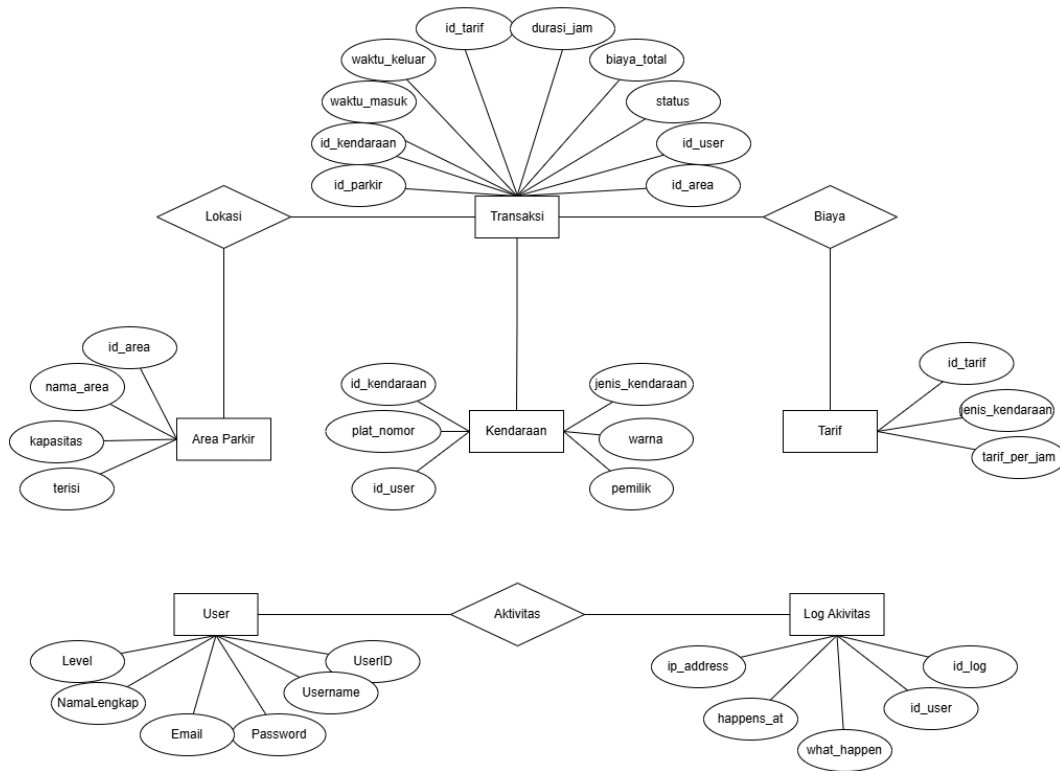 id_tarif
durasi_jam
waktu_keluar
biaya_total
waktu_masuk
status
id_kendaraan
id_user
id_parkir
id_area
Lokasi
Transaksi
Biaya
id_area
nama_area
kapasitas
terisi
Area Parkir
id_kendaraan
plat_nomor
id_user
Kendaraan
jenis_kendaraan
warna
pemilik
Tarif
id_tarif
jenis_kendaraan
tarif_per_jam
User
Aktivitas
Log Akivitas
Level
NamaLengkap
Email
Password
Username
UserID
ip_address
happens_at
what_happen
id_user
id_log